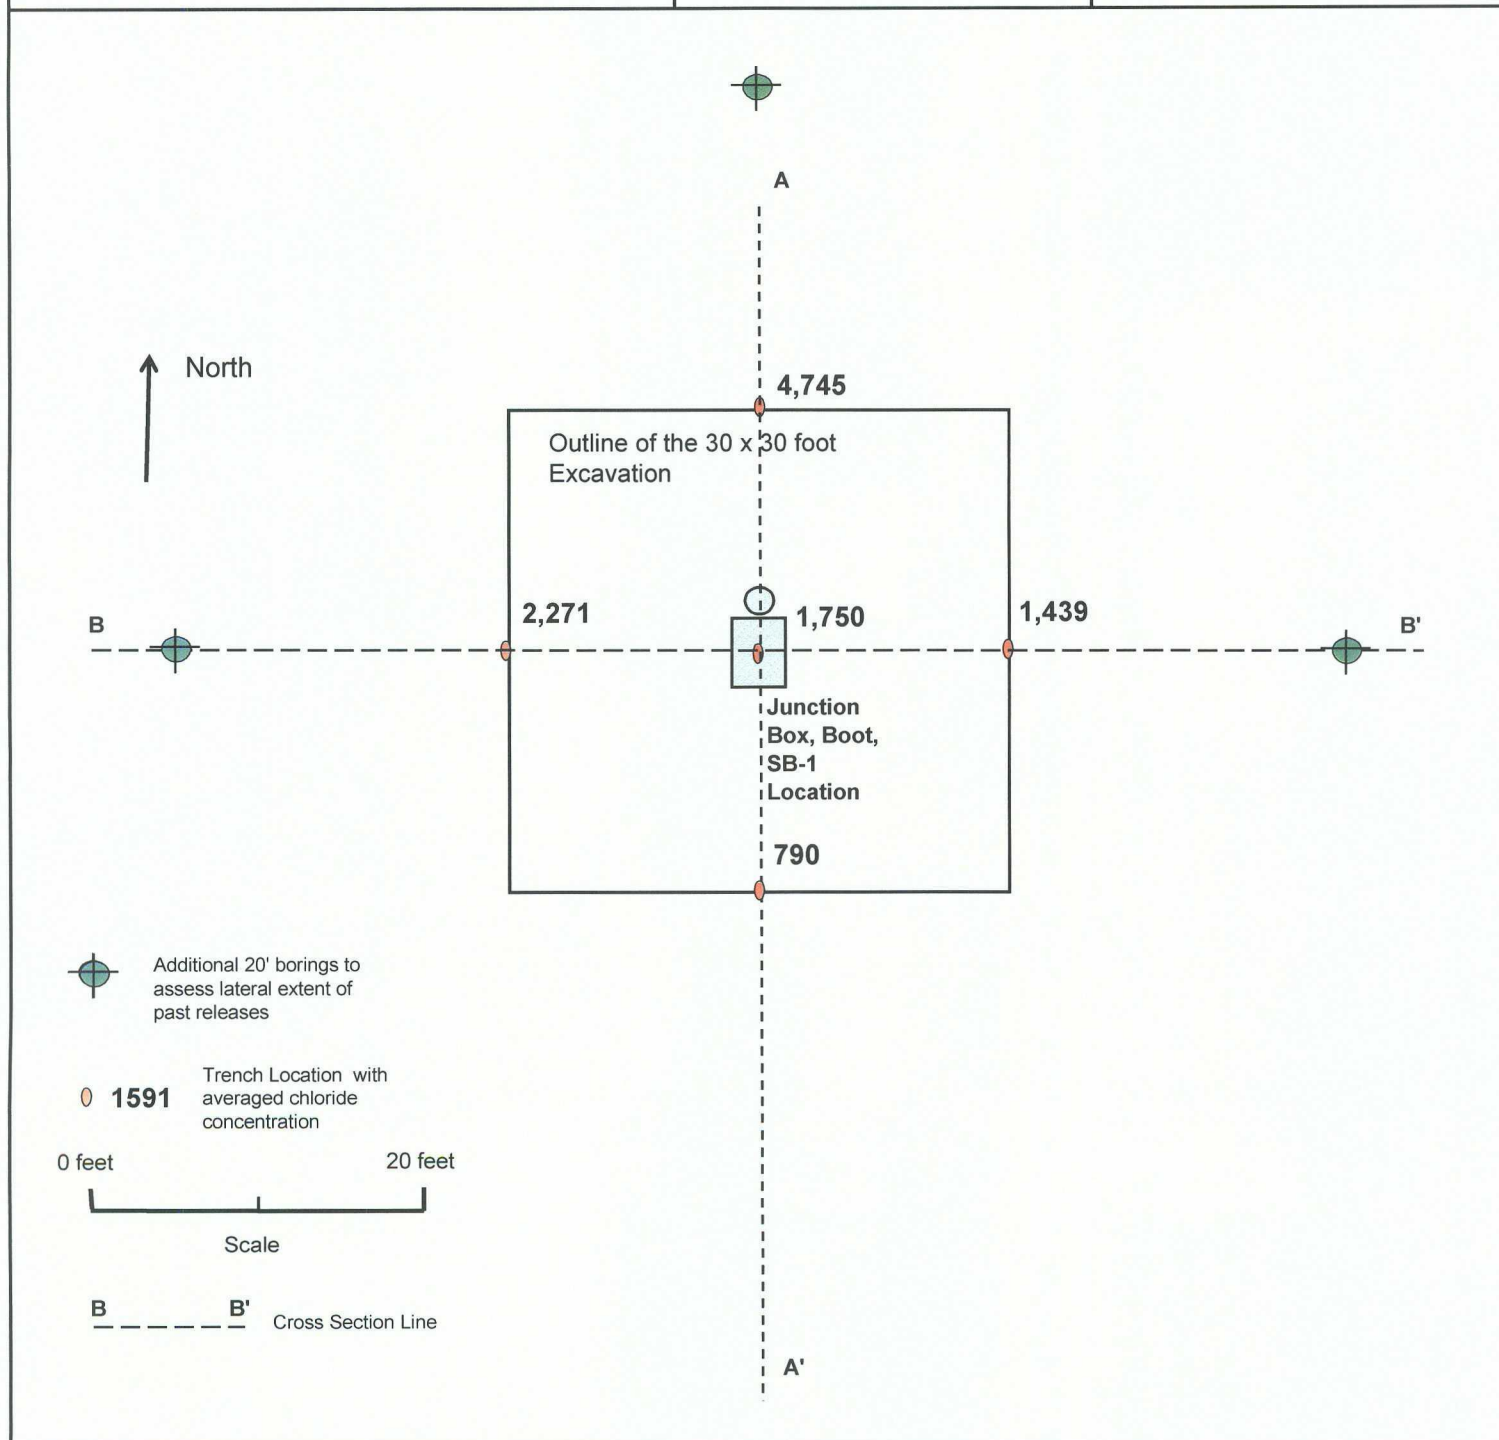 A
North
4,745
Outline of the 30 x 30 foot
Excavation
B
2,271
1,750
1,439
B'
Junction
Box, Boot,
SB-1
Location
790
Additional 20' borings to
assess lateral extent of
past releases
1591
Trench Location with
averaged chloride
concentration
0 feet
20 feet
Scale
B
B'
Cross Section Line
A'